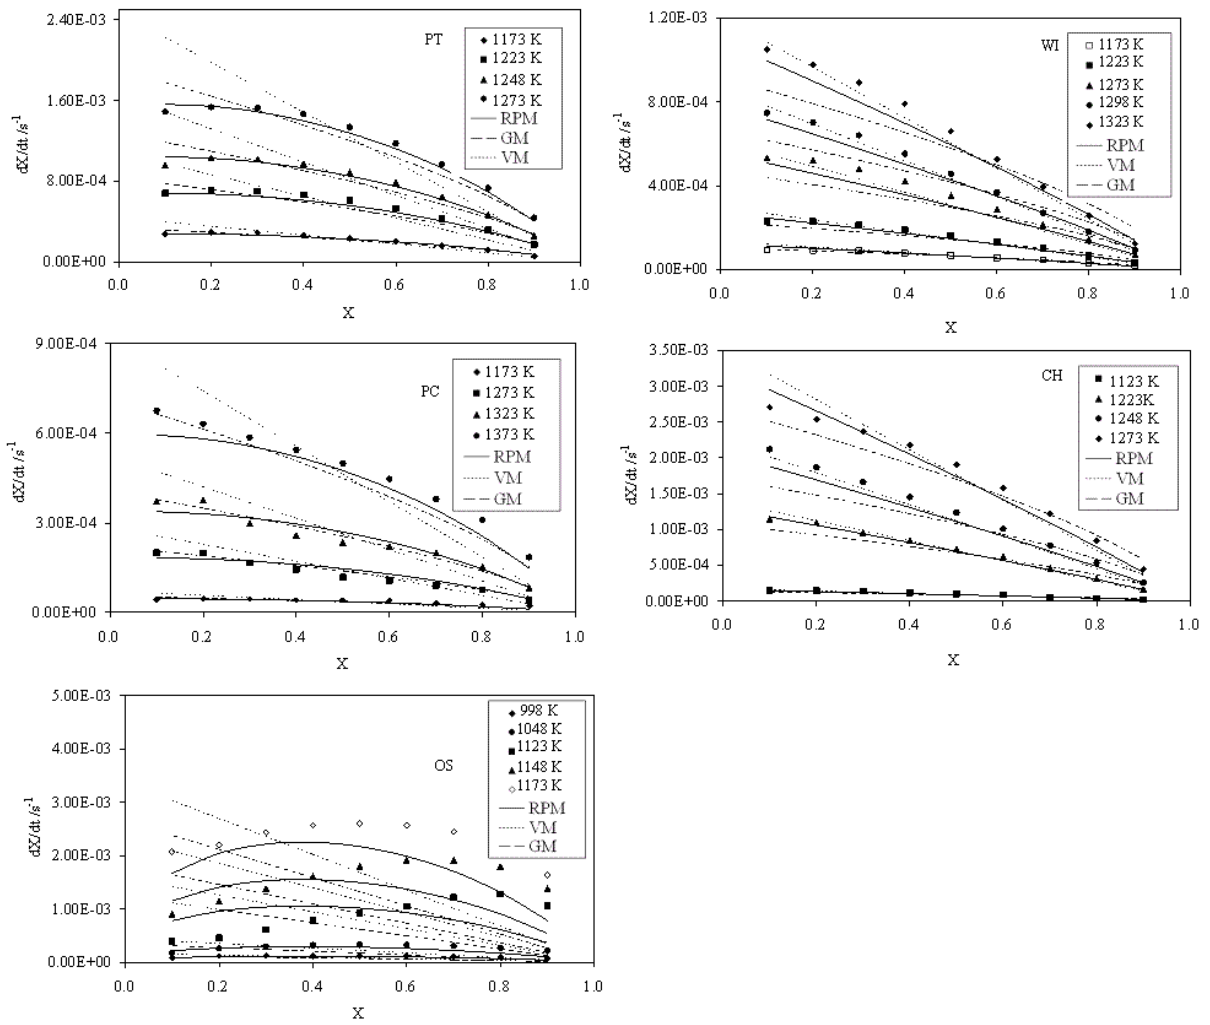 2.40E-03
1.60E-03
8.00E-04
0.00E+00
dX/dt /s-1
0.0 0.2 0.4 0.6 0.8 1.0
X
PT
1173 K
1223 K
1248 K
1273 K
RPM
GM
VM
1.20E-03
8.00E-04
4.00E-04
0.00E+00
dX/dt /s-1
0.0 0.2 0.4 0.6 0.8 1.0
X
WI
1173 K
1223 K
1273 K
1298 K
1323 K
RPM
VM
GM
9.00E-04
6.00E-04
3.00E-04
0.00E+00
dX/dt /s-1
0.0 0.2 0.4 0.6 0.8 1.0
X
PC
1173 K
1273 K
1323 K
1373 K
RPM
VM
GM
3.50E-03
3.00E-03
2.50E-03
2.00E-03
1.50E-03
1.00E-03
5.00E-04
0.00E+00
dX/dt /s-1
0.0 0.2 0.4 0.6 0.8 1.0
X
CH
1123 K
1223K
1248 K
1273 K
RPM
VM
GM
5.00E-03
4.00E-03
3.00E-03
2.00E-03
1.00E-03
0.00E+00
dX/dt /s-1
0.0 0.2 0.4 0.6 0.8 1.0
X
OS
998 K
1048 K
1123 K
1148 K
1173 K
RPM
VM
GM